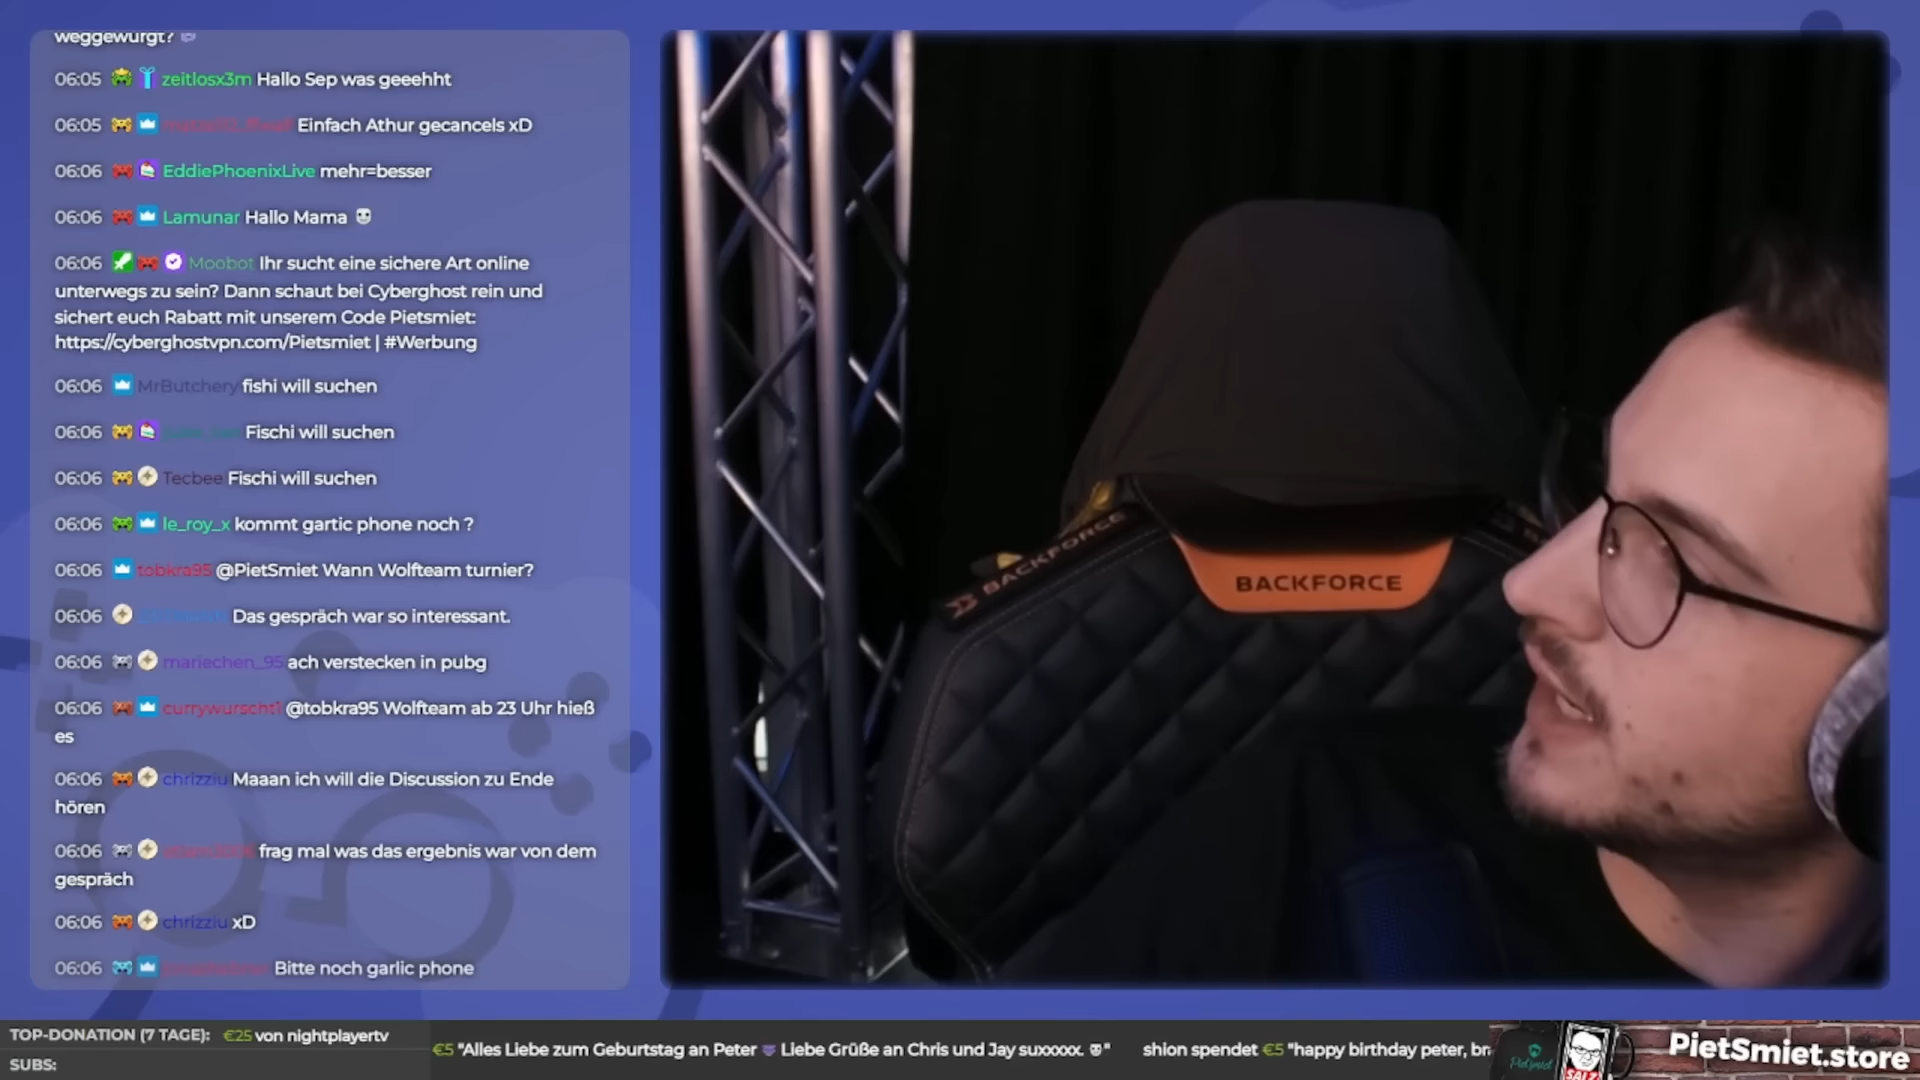 weggewürgt?
06:05 zeitlosx3m Hallo Sep was geeehht
06:05 Einfach Athur gecancels xD
06:06 EddiePhoenixLive mehr=besser
06:06 Lamunar Hallo Mama
06:06 Moobot Ihr sucht eine sichere Art online
unterwegs zu sein? Dann schaut bei Cyberghost rein und
sichert euch Rabatt mit unserem Code Pietsmiet:
https://cyberghostvpn.com/Pietsmiet | #Werbung
06:06 MrButchery fishi will suchen
06:06 Fischi will suchen
06:06 Tecbee Fischi will suchen
06:06 le_roy_x kommt gartic phone noch ?
06:06 tobkra95 @PietSmiet Wann Wolfteam turnier?
06:06 Das gespräch war so interessant.
06:06 mariechen_95 ach verstecken in pubg
06:06 currywurscht1 @tobkra95 Wolfteam ab 23 Uhr hieß
es
06:06 chrizziu Maaan ich will die Discussion zu Ende
hören
06:06 frag mal was das ergebnis war von dem
gespräch
06:06 chrizziu xD
06:06 Bitte noch garlic phone
BACKFORCE
BACKFORCE
TOP-DONATION (7 TAGE): €25 von nightplayertv
SUBS:
€5 "Alles Liebe zum Geburtstag an Peter Liebe Grüße an Chris und Jay suxxxxx. " shion spendet €5 "happy birthday peter, br
SALZ
PietSmiet.store